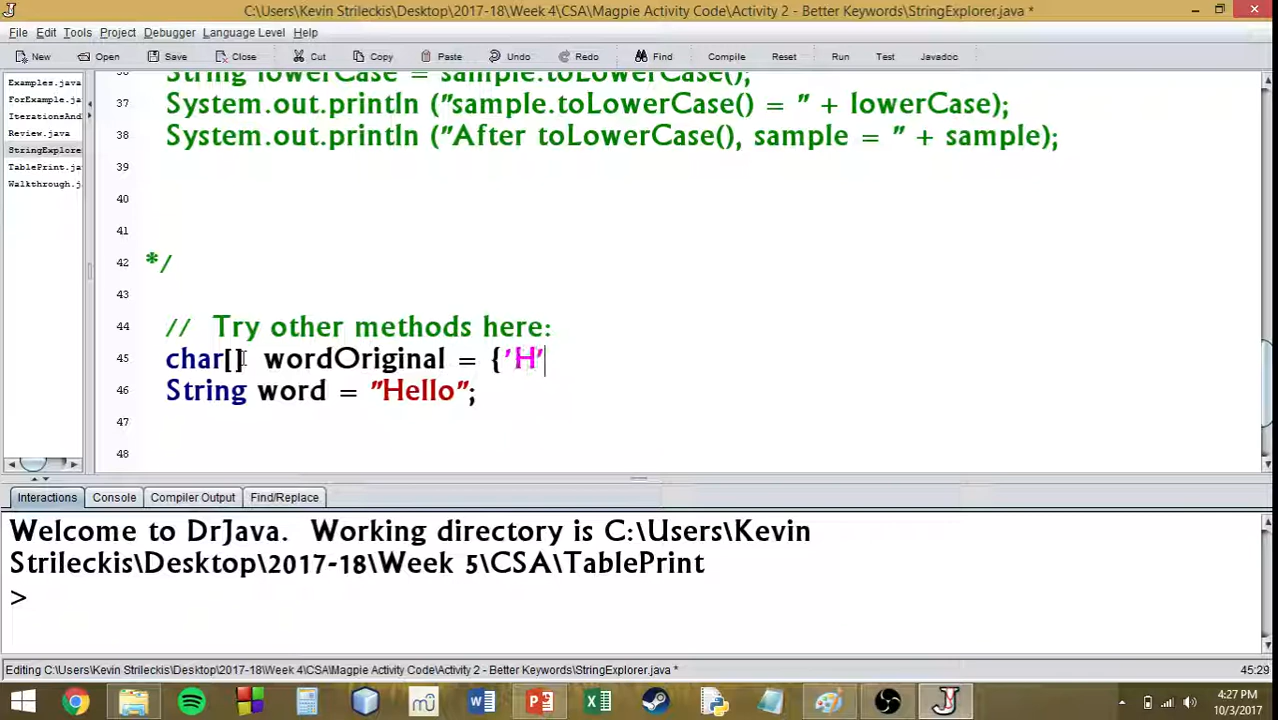 C:\Users\Kevin Strileckis\Desktop\2017-18\Week 4\CSA\Magpie Activity Code\Activity 2 - Better Keywords\StringExplorer.java *
File Edit Tools Project Debugger Language Level Help
New Open Save Close Cut Copy Paste Undo Redo Find Compile Reset Run Test Javadoc
Examples.java
ForExample.ja
IterationsAnd
Review.java
StringExplore
TablePrint.ja
Walkthrough.j
String lowerCase = sample.toLowerCase();
37 System.out.println ("sample.toLowerCase() = " + lowerCase);
38 System.out.println ("After toLowerCase(), sample = " + sample);
39
40
41
42 */
43
44 // Try other methods here:
45 char[] wordOriginal = {'H'
46 String word = "Hello";
47
48
Interactions Console Compiler Output Find/Replace
Welcome to DrJava. Working directory is C:\Users\Kevin
Strileckis\Desktop\2017-18\Week 5\CSA\TablePrint
>
Editing C:\Users\Kevin Strileckis\Desktop\2017-18\Week 4\CSA\Magpie Activity Code\Activity 2 - Better Keywords\StringExplorer.java * 45:29
4:27 PM
10/3/2017